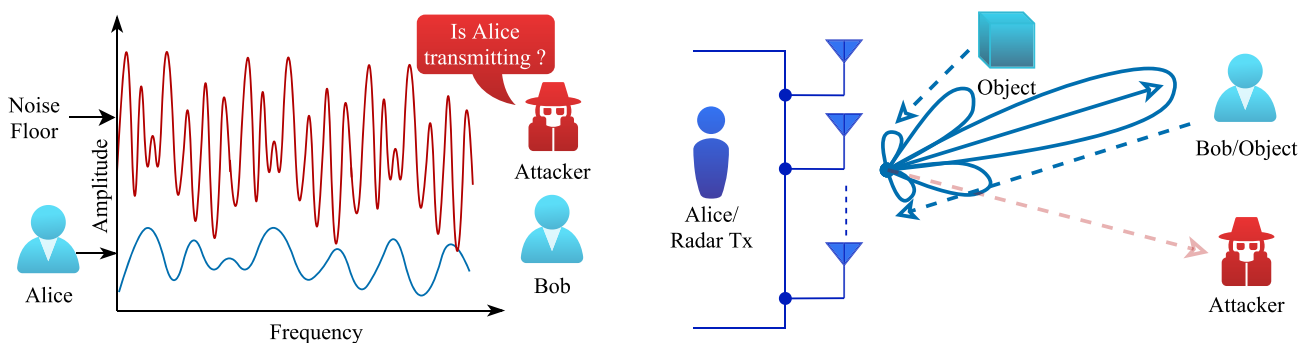 Is Alice
transmitting ?
Noise
Floor
Amplitude
Attacker
Alice
Bob
Frequency
Object
Bob/Object
Alice/
Radar Tx
Attacker